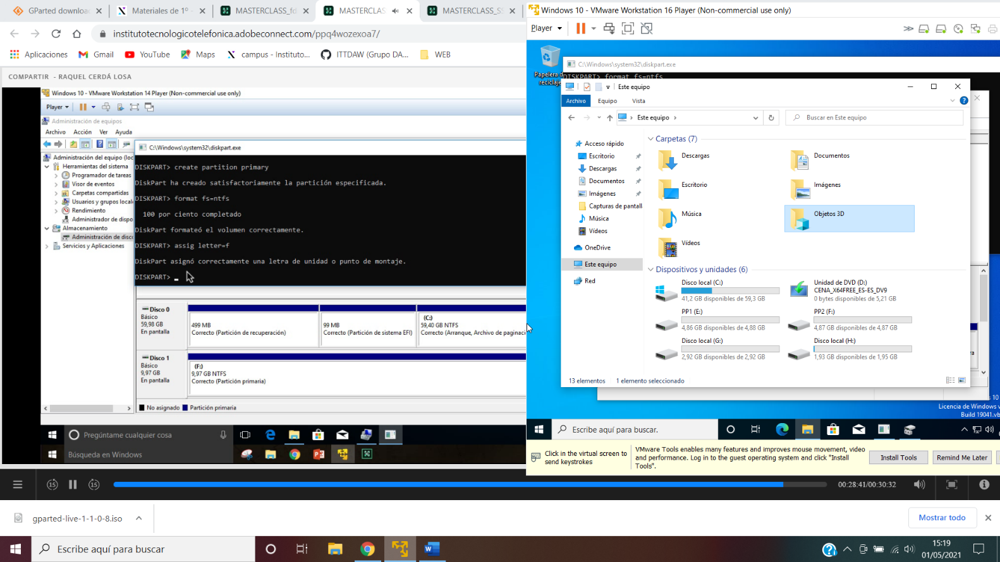 GParted download
Materiales de 1º
MASTERCLASS_fd
MASTERCLASS
MASTERCLASS_SS
institutotecnologicotelefonica.adobeconnect.com/ppq4wozexoa7/
Aplicaciones
Gmail
YouTube
Maps
campus - Instituto...
ITTDAW (Grupo DA...
WEB
COMPARTIR - RAQUEL CERDÁ LOSA
Windows 10 - VMware Workstation 14 Player (Non-commercial use only)
Player
Administración de equipos
Archivo Acción Ver Ayuda
Administración del equipo (loc
Herramientas del sistema
Programador de tareas
Visor de eventos
Carpetas compartidas
Usuarios y grupos locale
Rendimiento
Administrador de dispo
Almacenamiento
Administración de disco
Servicios y Aplicaciones
C:\Windows\system32\diskpart.exe
DISKPART> create partition primary
DiskPart ha creado satisfactoriamente la partición especificada.
DISKPART> format fs=ntfs
100 por ciento completado
DiskPart formateó el volumen correctamente.
DISKPART> assig letter=f
DiskPart asignó correctamente una letra de unidad o punto de montaje.
DISKPART>
Disco 0
Básico
59,98 GB
En pantalla
499 MB
Correcto (Partición de recuperación)
99 MB
Correcto (Partición de sistema EFI)
(C:)
59,40 GB NTFS
Correcto (Arranque, Archivo de paginaci
Disco 1
Básico
9,97 GB
En pantalla
(F:)
9,97 GB NTFS
Correcto (Partición primaria)
No asignado Partición primaria
Pregúntame cualquier cosa
Búsqueda en Windows
Windows 10 - VMware Workstation 16 Player (Non-commercial use only)
Player
Papelera de
reciclaje
C:\Windows\system32\diskpart.exe
DISKPART> format fs=ntfs
Este equipo
Archivo
Equipo
Vista
Este equipo
Buscar en Este equipo
Acceso rápido
Escritorio
Descargas
Documentos
Imágenes
Capturas de pantall
Música
Vídeos
OneDrive
Este equipo
Red
Carpetas (7)
Descargas
Documentos
Escritorio
Imágenes
Música
Objetos 3D
Vídeos
Dispositivos y unidades (6)
Disco local (C:)
41,2 GB disponibles de 59,3 GB
Unidad de DVD (D:)
CENA_X64FREE_ES-ES_DV9
0 bytes disponibles de 5,21 GB
PP1 (E:)
4,86 GB disponibles de 4,88 GB
PP2 (F:)
4,87 GB disponibles de 4,87 GB
Disco local (G:)
2,92 GB disponibles de 2,92 GB
Disco local (H:)
1,93 GB disponibles de 1,95 GB
13 elementos
1 elemento seleccionado
10
Licencia de Windows v
Build 19041.vb
Escribe aquí para buscar.
Click in the virtual screen to
send keystrokes
VMware Tools enables many features and improves mouse movement, video
and performance. Log in to the guest operating system and click "Install
Tools".
Install Tools
Remind Me Later
15
15
00:28:41/00:30:32
gparted-live-1-1-0-8.iso
Mostrar todo
Escribe aquí para buscar
15:19
01/05/2021